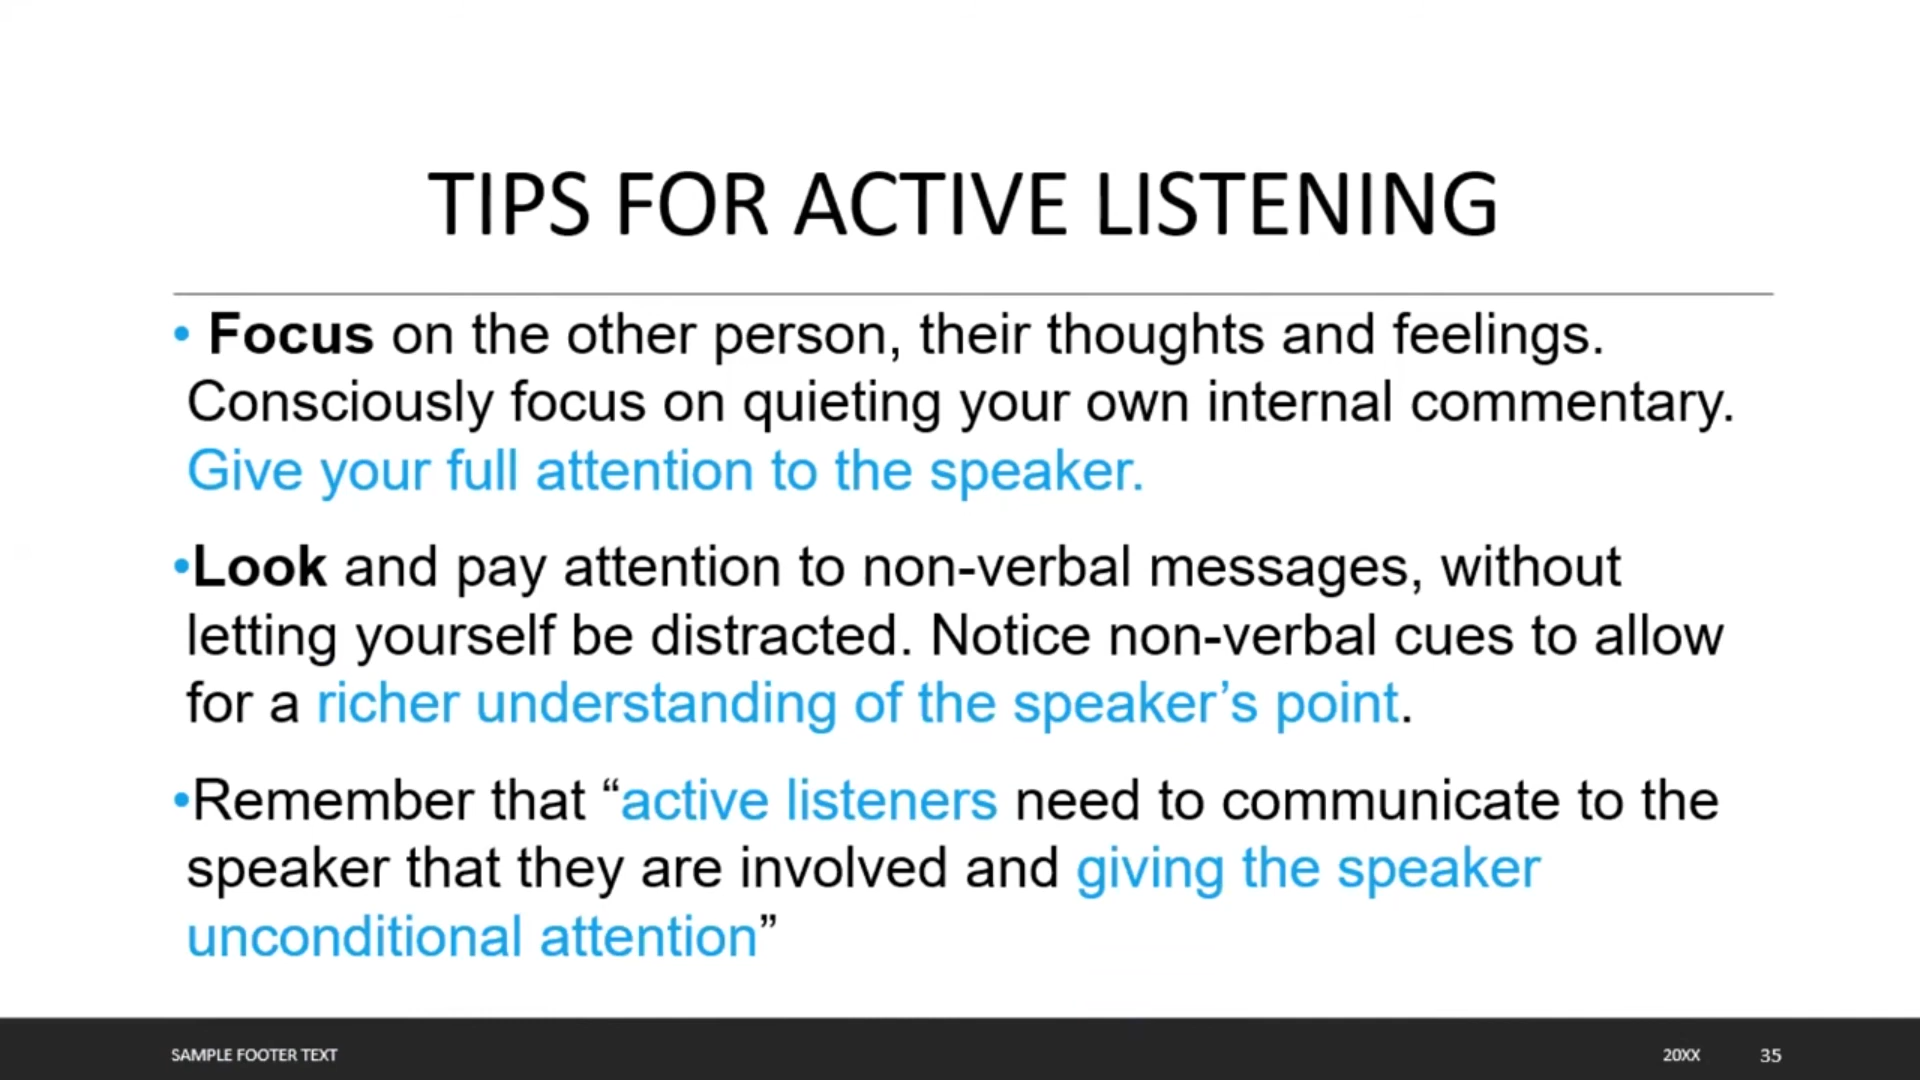 TIPS FOR ACTIVE LISTENING
• Focus on the other person, their thoughts and feelings.
Consciously focus on quieting your own internal commentary.
Give your full attention to the speaker.
•Look and pay attention to non-verbal messages, without
letting yourself be distracted. Notice non-verbal cues to allow
for a richer understanding of the speaker’s point.
•Remember that “active listeners need to communicate to the
speaker that they are involved and giving the speaker
unconditional attention”
SAMPLE FOOTER TEXT 20XX 35